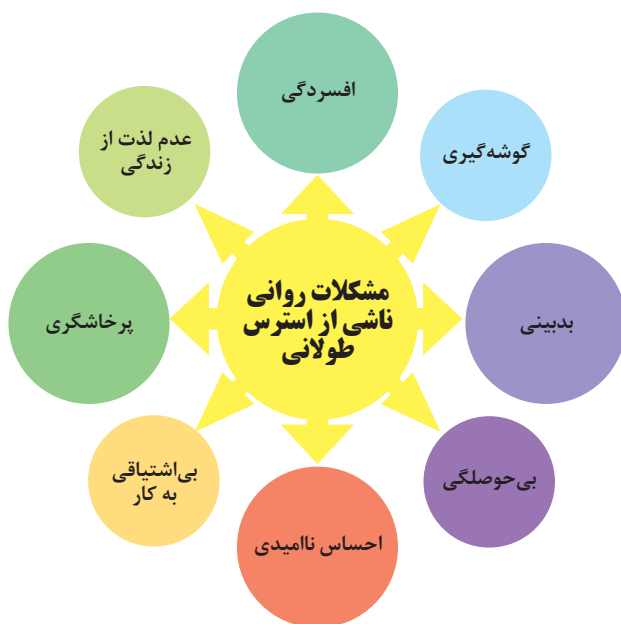 مشکلات روانی
ناشی از استرس
طولانی
افسردگی
گوشه‌گیری
بدبینی
بی‌حوصلگی
احساس ناامیدی
بی‌اشتیاقی
به کار
پرخاشگری
عدم لذت از
زندگی